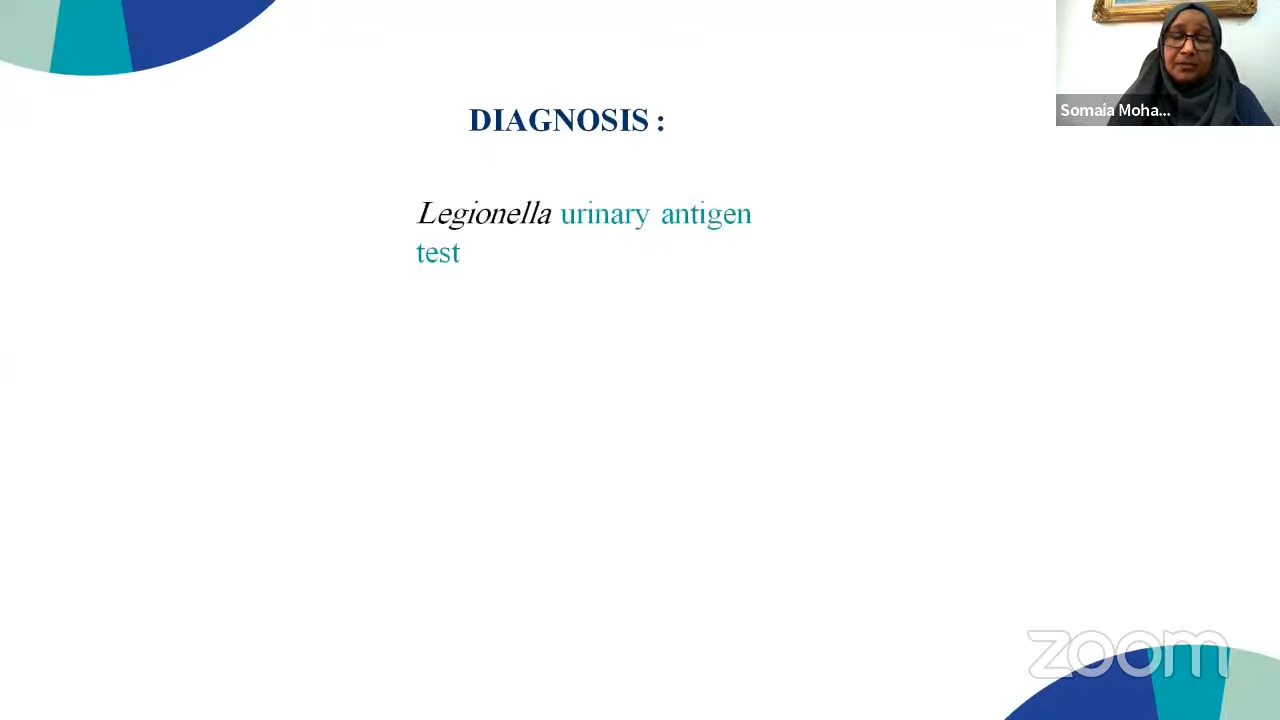 DIAGNOSIS :
Legionella urinary antigen
test
Somaia Moha...
zoom